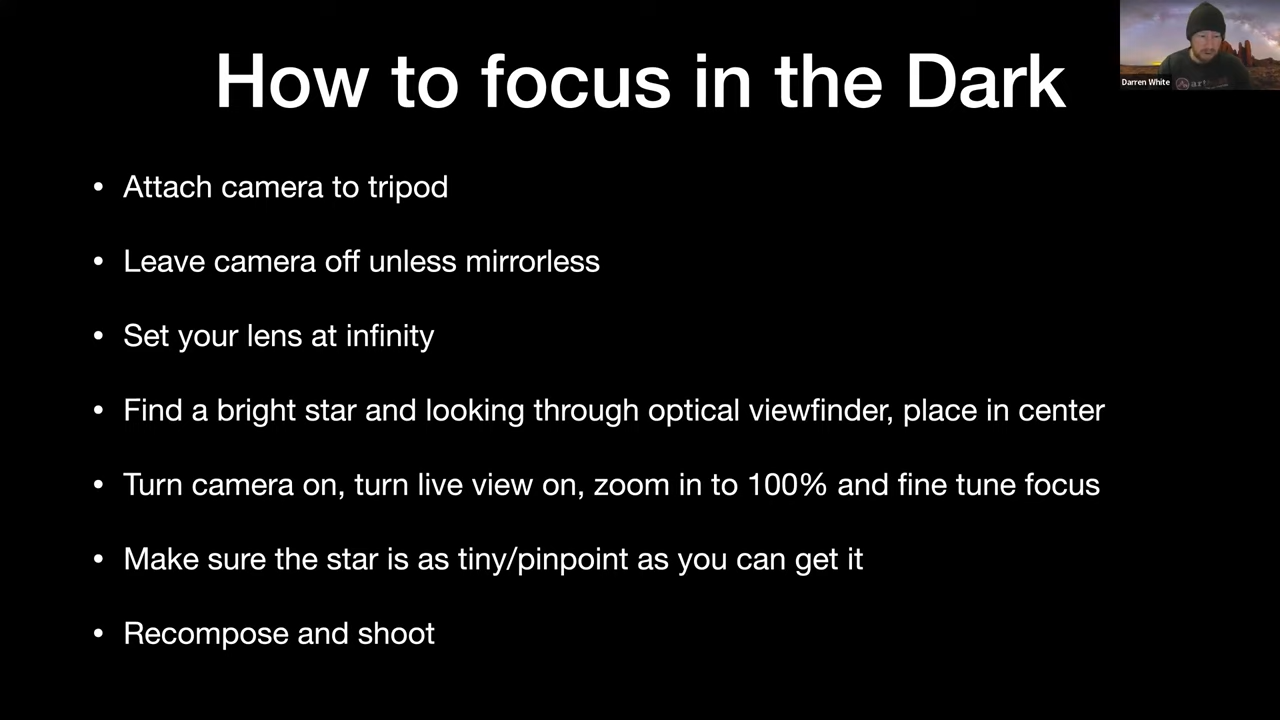 How to focus in the Dark
Darren White
• Attach camera to tripod
• Leave camera off unless mirrorless
• Set your lens at infinity
• Find a bright star and looking through optical viewfinder, place in center
• Turn camera on, turn live view on, zoom in to 100% and fine tune focus
• Make sure the star is as tiny/pinpoint as you can get it
• Recompose and shoot